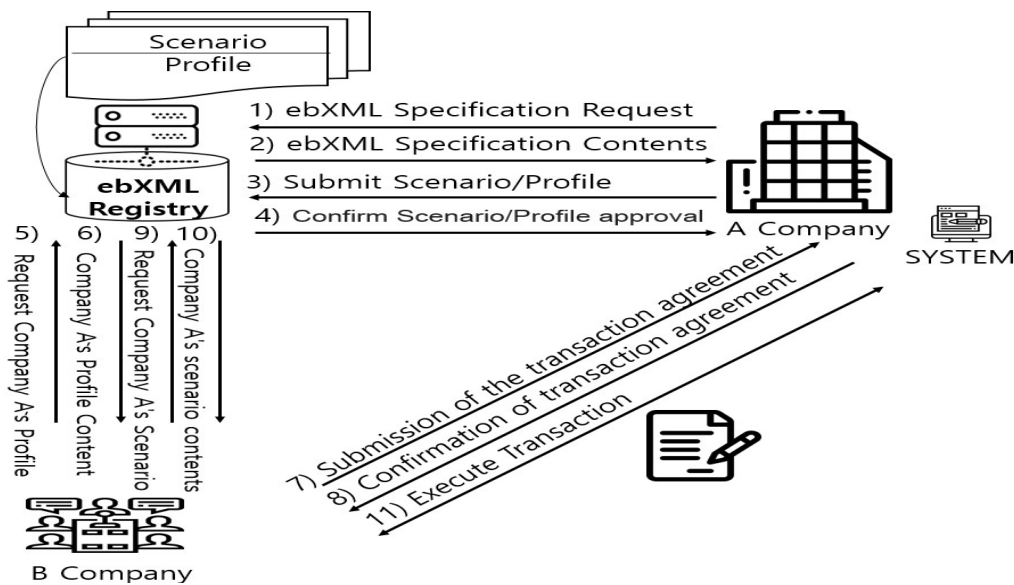 Scenario
Profile
1) ebXML Specification Request
2) ebXML Specification Contents
ebXML
Registry
3) Submit Scenario/Profile
4) Confirm Scenario/Profile approval
A Company
SYSTEM
5) Request Company A's Profile
6) Company A's Profile Content
9) Request Company A's Scenario
10) Company A's scenario contents
7) Submission of the transaction agreement
8) Confirmation of transaction agreement
11) Execute Transaction
B Company